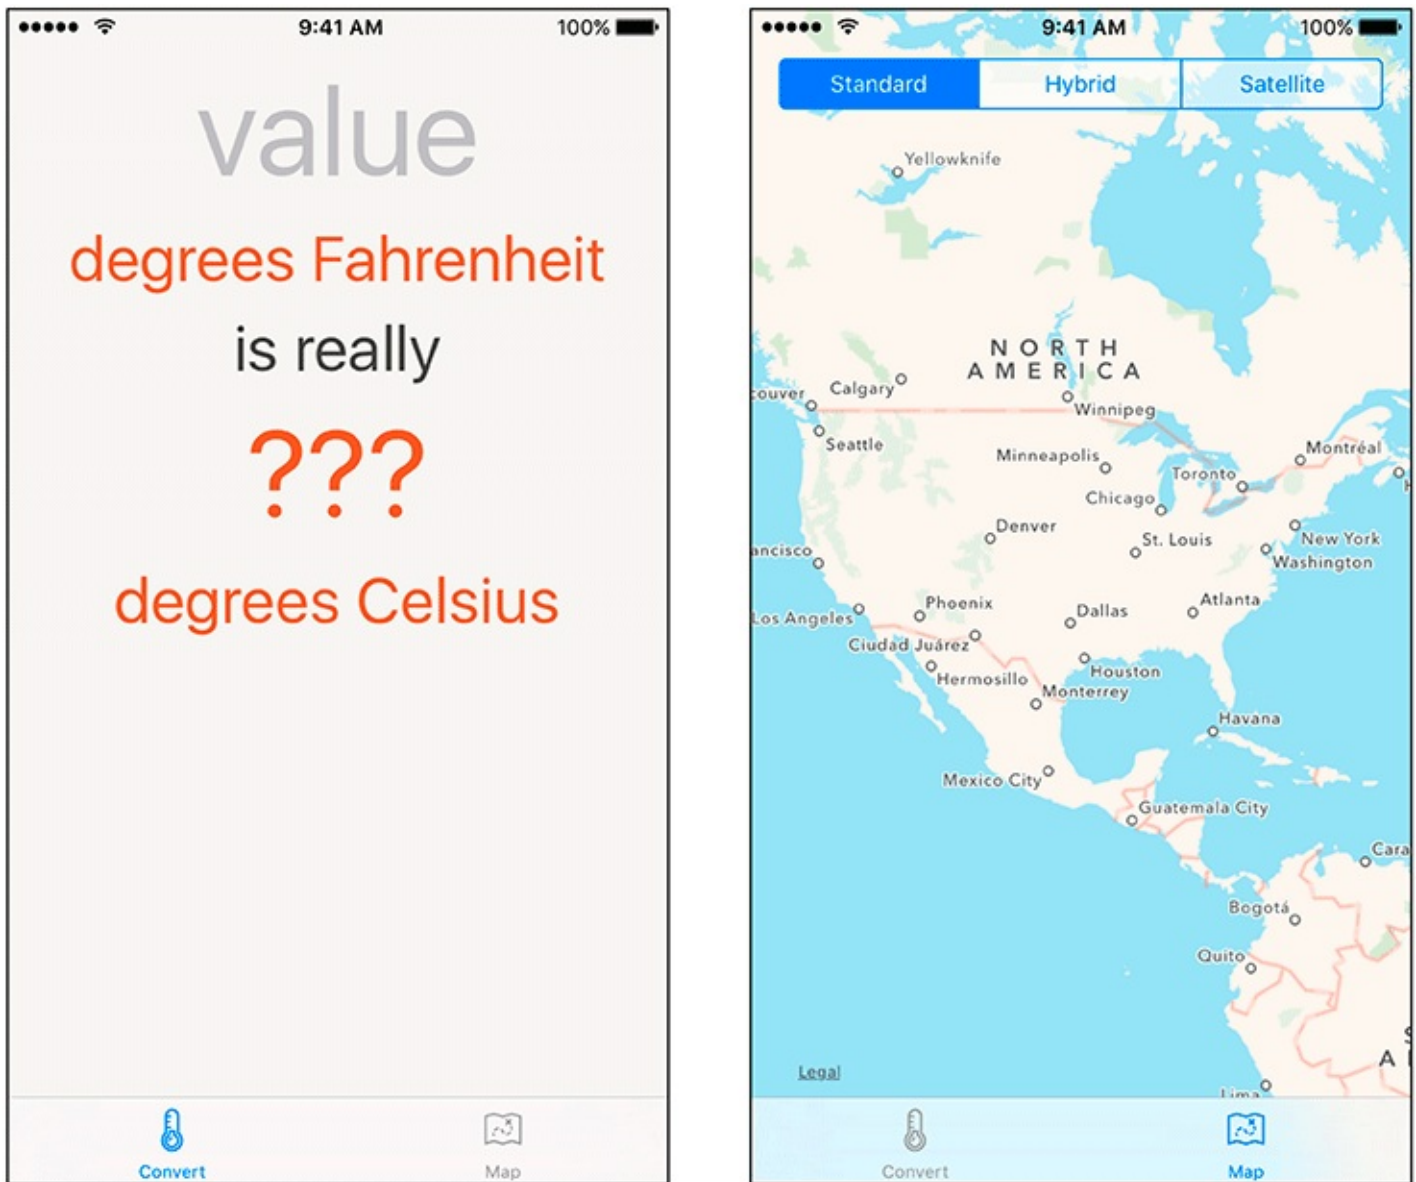 9:41 AM
100%
value
degrees Fahrenheit
is really
???
degrees Celsius
Convert
Map
9:41 AM
100%
Standard
Hybrid
Satellite
Yellowknife
NORTH
AMERICA
couver
Calgary
Winnipeg
Seattle
Minneapolis
Montréal
Toronto
Chicago
Denver
St. Louis
New York
ancisco
Washington
Phoenix
Atlanta
Los Angeles
Dallas
Ciudad Juárez
Houston
Hermosillo
Monterrey
Havana
Mexico City
Guatemala City
Cara
Bogotá
Quito
Legal
Lima
Convert
Map